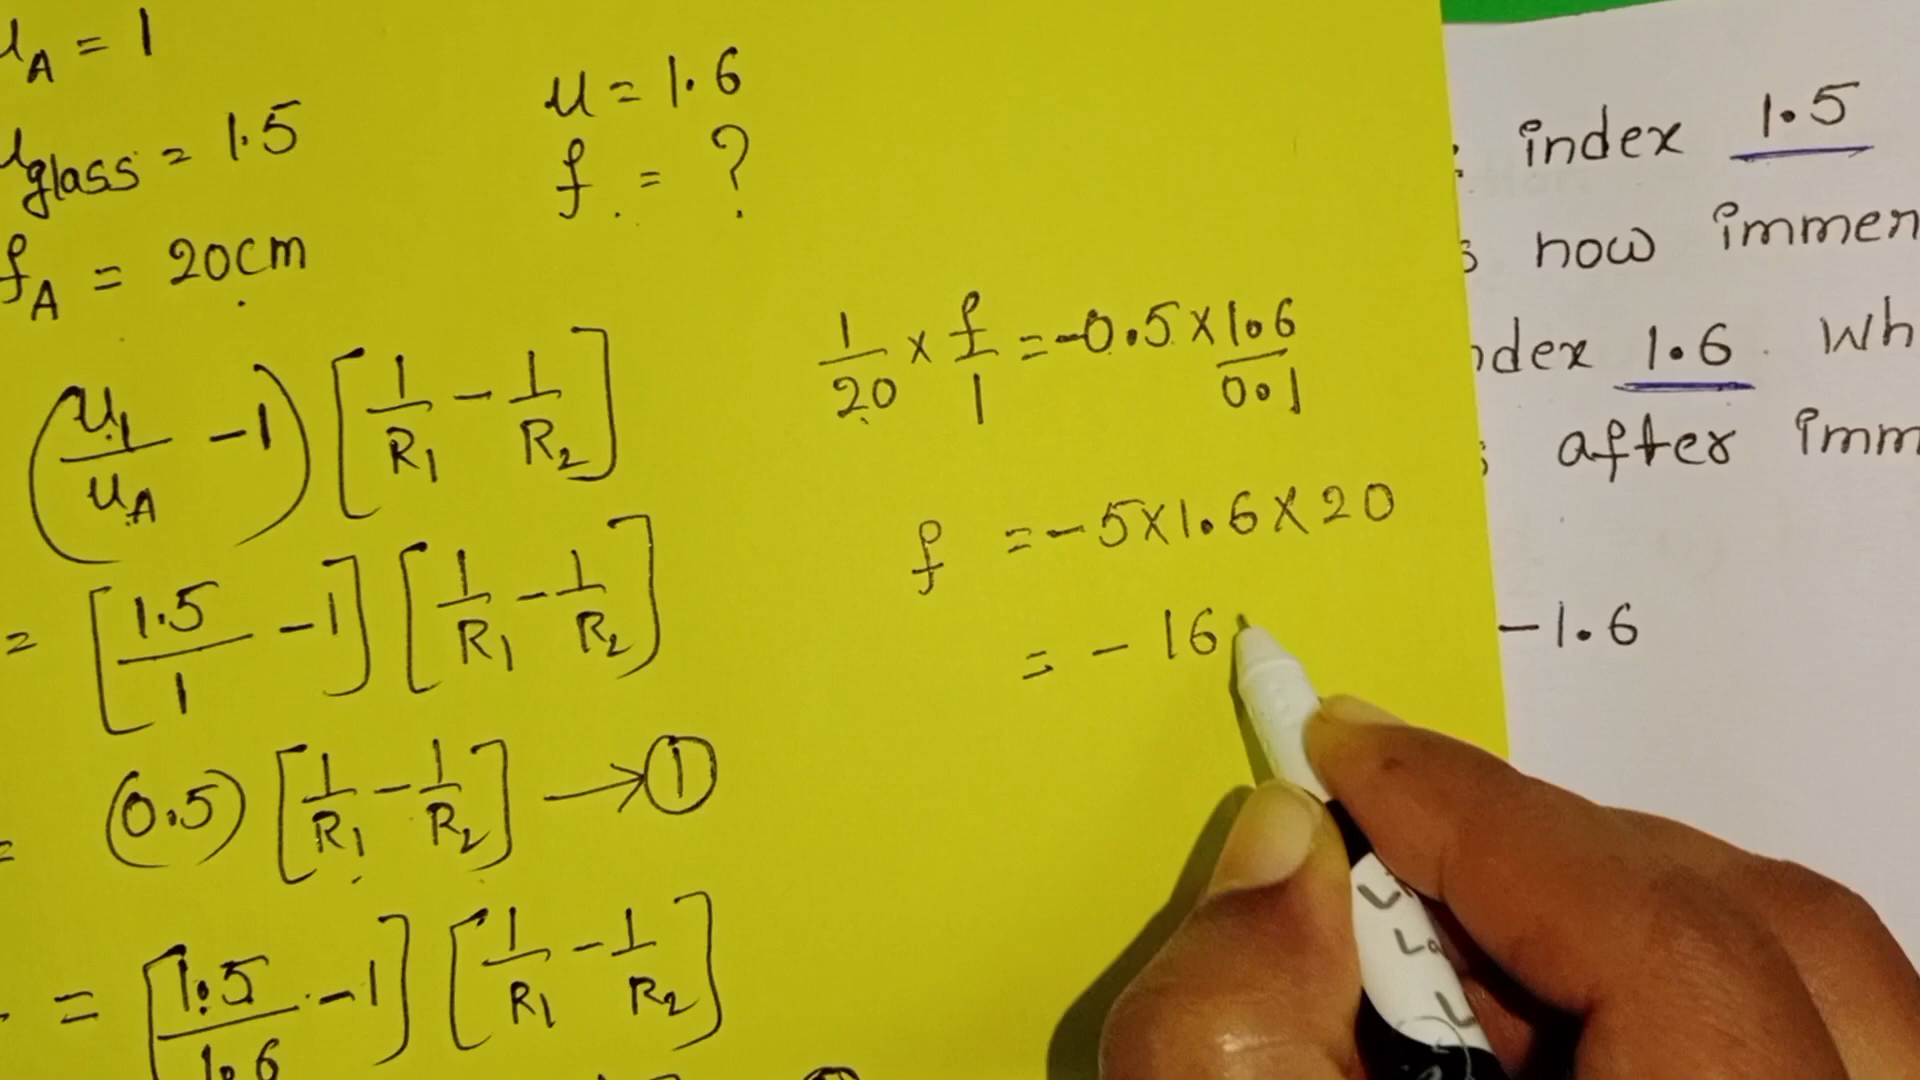 μA = 1
μglass = 1.5
fA = 20cm
(μ1/μA - 1) [1/R1 - 1/R2]
= [1.5/1 - 1] [1/R1 - 1/R2]
= (0.5) [1/R1 - 1/R2] → ①
= [1.5/1.6 - 1] [1/R1 - 1/R2]
μ = 1.6
f = ?
1/20 × f/1 = -0.5 × 1.6/0.1
f = -5×1.6×20
= - 16
index 1.5
now immer
dex 1.6. Wh
after imm
-1.6